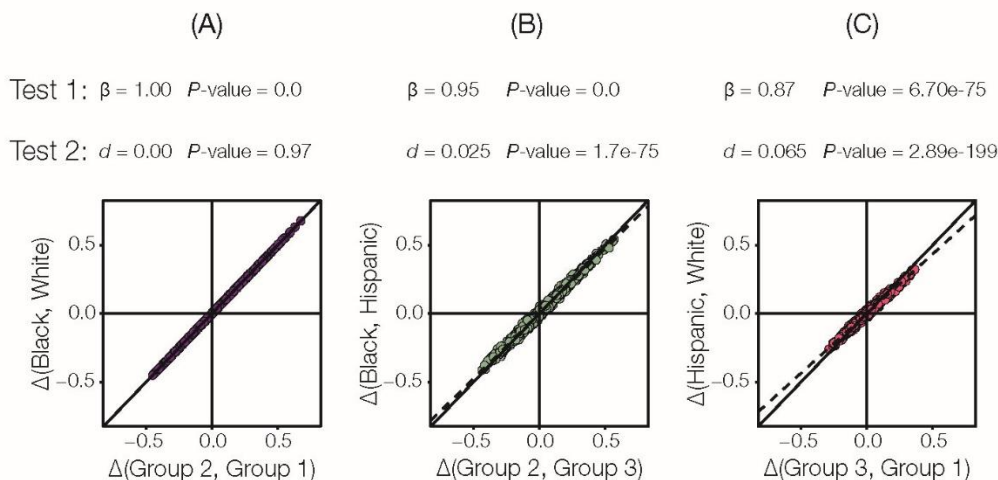 (A) (B) (C)
Test 1: β = 1.00 P-value = 0.0 β = 0.95 P-value = 0.0 β = 0.87 P-value = 6.70e-75
Test 2: d = 0.00 P-value = 0.97 d = 0.025 P-value = 1.7e-75 d = 0.065 P-value = 2.89e-199
Δ(Black, White)
0.5
0.0
−0.5
−0.5 0.0 0.5
Δ(Group 2, Group 1)
Δ(Black, Hispanic)
0.5
0.0
−0.5
−0.5 0.0 0.5
Δ(Group 2, Group 3)
Δ(Hispanic, White)
0.5
0.0
−0.5
−0.5 0.0 0.5
Δ(Group 3, Group 1)